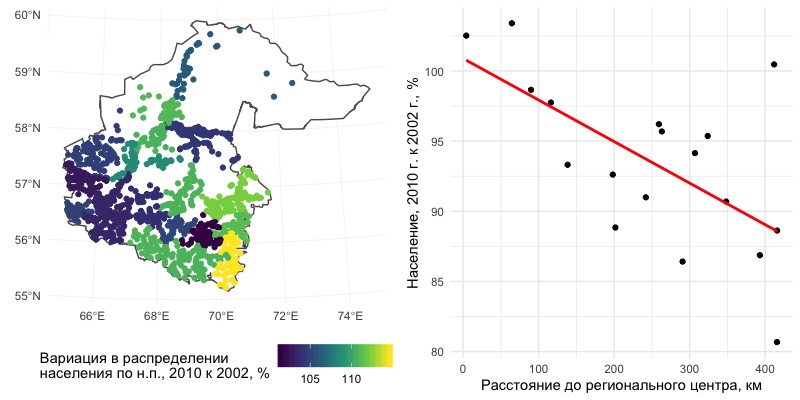 60°N
59°N
58°N
57°N
56°N
55°N
66°E
68°E
70°E
72°E
74°E
Вариация в распределении
населения по н.п., 2010 к 2002, %
105
110
Население, 2010 г. к 2002 г., %
100
95
90
85
80
0
100
200
300
400
Расстояние до регионального центра, км